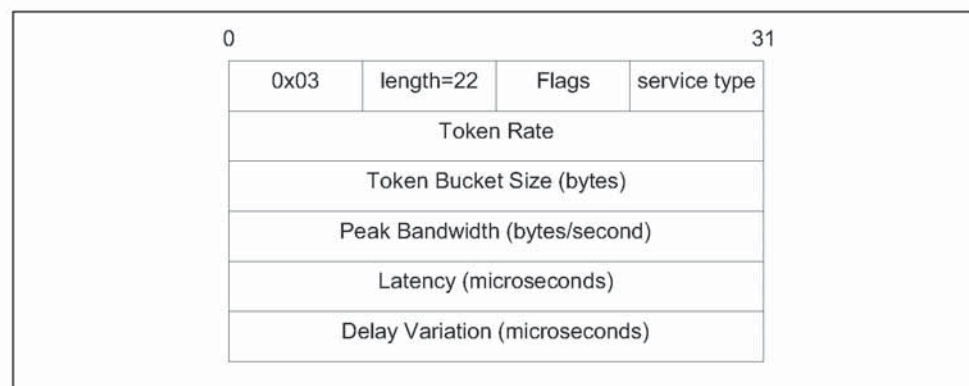 0 31
0x03 length=22 Flags service type
Token Rate
Token Bucket Size (bytes)
Peak Bandwidth (bytes/second)
Latency (microseconds)
Delay Variation (microseconds)